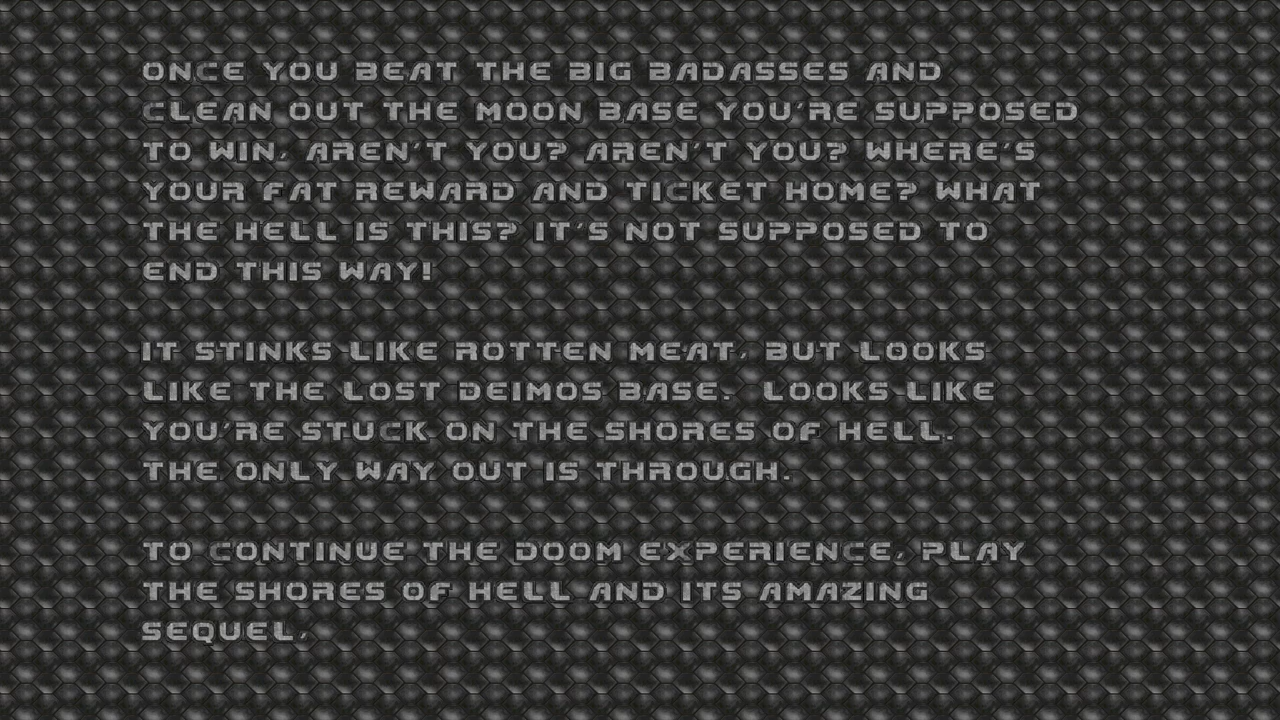 ONCE YOU BEAT THE BIG BADASSES AND
CLEAN OUT THE MOON BASE YOU'RE SUPPOSED
TO WIN, AREN'T YOU? AREN'T YOU? WHERE'S
YOUR FAT REWARD AND TICKET HOME? WHAT
THE HELL IS THIS? IT'S NOT SUPPOSED TO
END THIS WAY!

IT STINKS LIKE ROTTEN MEAT, BUT LOOKS
LIKE THE LOST DEIMOS BASE.  LOOKS LIKE
YOU'RE STUCK ON THE SHORES OF HELL.
THE ONLY WAY OUT IS THROUGH.

TO CONTINUE THE DOOM EXPERIENCE, PLAY
THE SHORES OF HELL AND ITS AMAZING
SEQUEL,